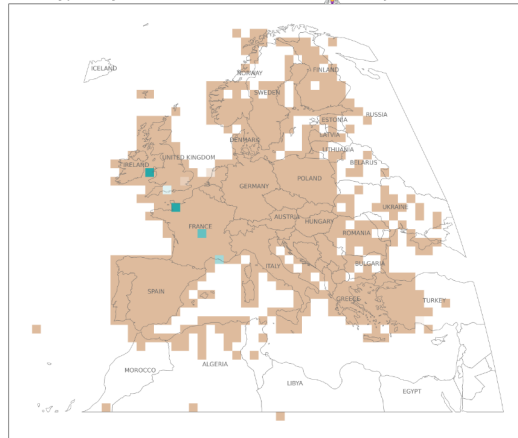 ICELAND
NORWAY
FINLAND
SWEDEN
RUSSIA
ESTONIA
LATVIA
DENMARK
LITHUANIA
UNITED KINGDOM
IRELAND
BELARUS
POLAND
GERMANY
UKRAINE
AUSTRIA
HUNGARY
FRANCE
ROMANIA
ITALY
BULGARIA
SPAIN
GREECE
TURKEY
ALGERIA
MOROCCO
LIBYA
EGYPT